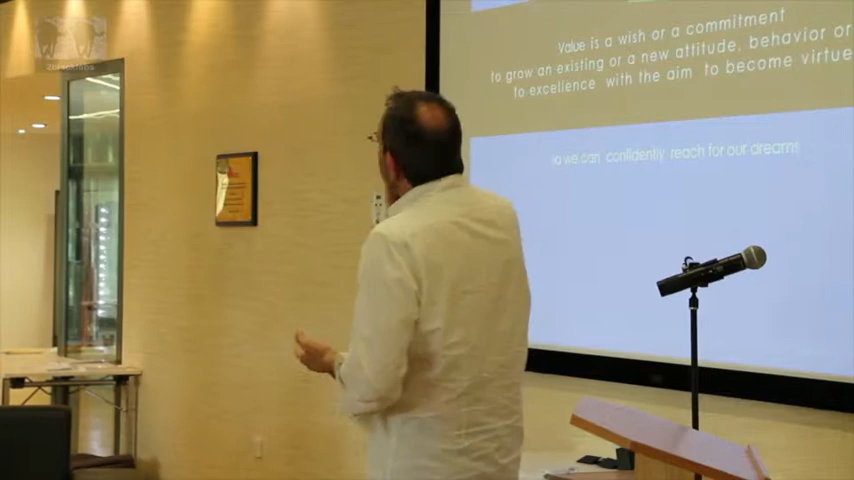 Value is a wish or a commitment
to grow an existing or a new attitude, behavior or
to excellence with the aim to become virtue
so we can confidently reach for our dreams